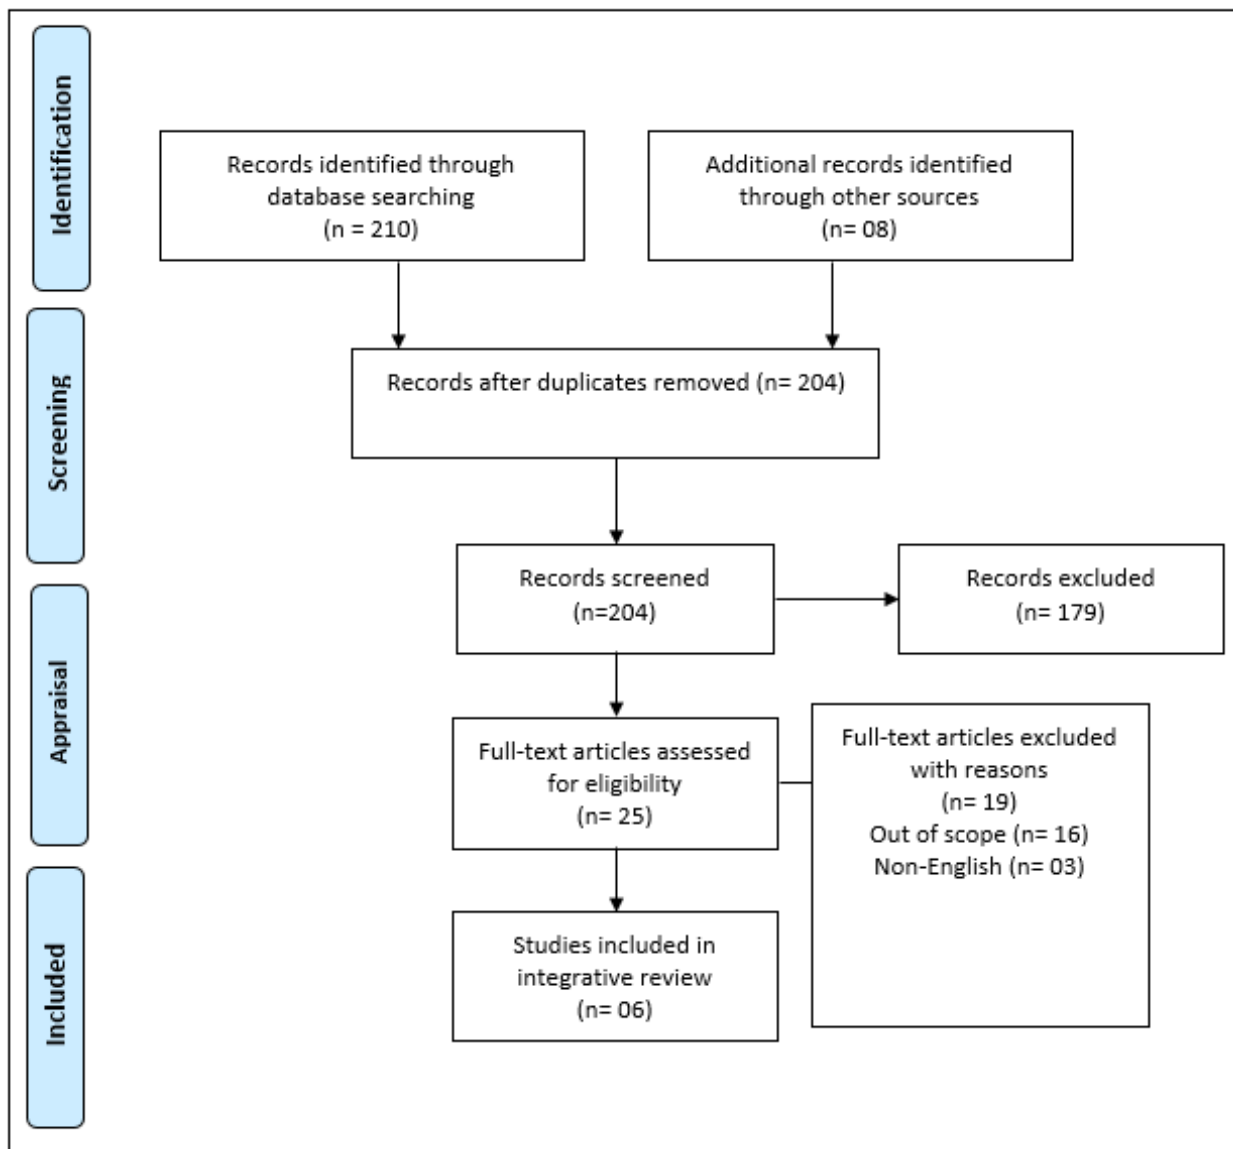 Identification
Records identified through
database searching
(n = 210)
Additional records identified
through other sources
(n= 08)
Screening
Records after duplicates removed (n= 204)
Records screened
(n=204)
Records excluded
(n= 179)
Appraisal
Full-text articles assessed
for eligibility
(n= 25)
Full-text articles excluded
with reasons
(n= 19)
Out of scope (n= 16)
Non-English (n= 03)
Included
Studies included in
integrative review
(n= 06)